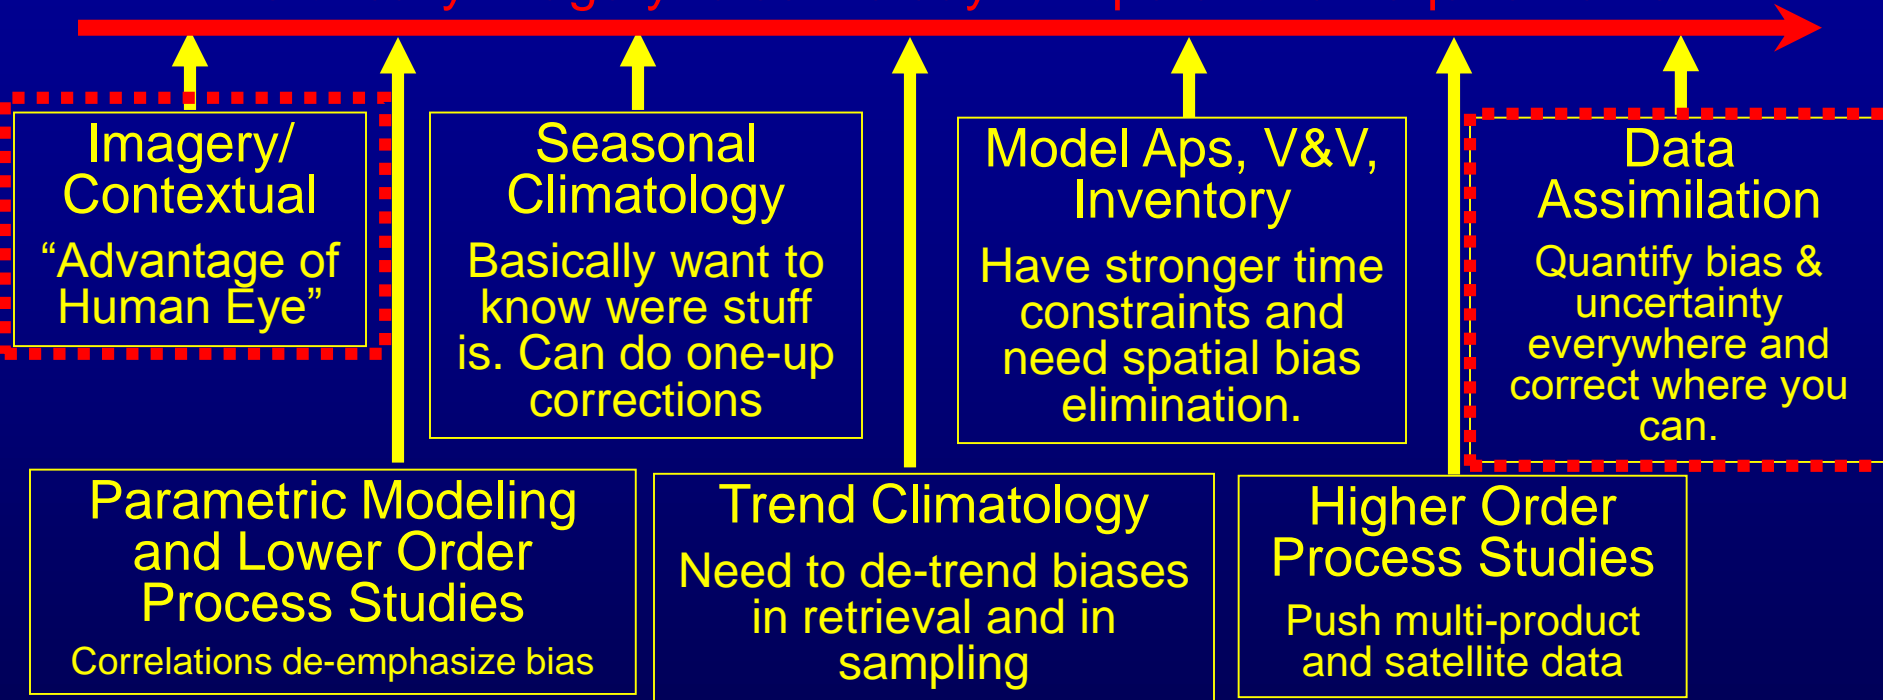 Imagery/
Contextual
“Advantage of
Human Eye”
Seasonal
Climatology
Basically want to
know were stuff
is. Can do one-up
corrections
Model Aps, V&V,
Inventory
Have stronger time
constraints and
need spatial bias
elimination.
Data
Assimilation
Quantify bias &
uncertainty
everywhere and
correct where you
can.
Parametric Modeling
and Lower Order
Process Studies
Correlations de-emphasize bias
Trend Climatology
Need to de-trend biases
in retrieval and in
sampling
Higher Order
Process Studies
Push multi-product
and satellite data